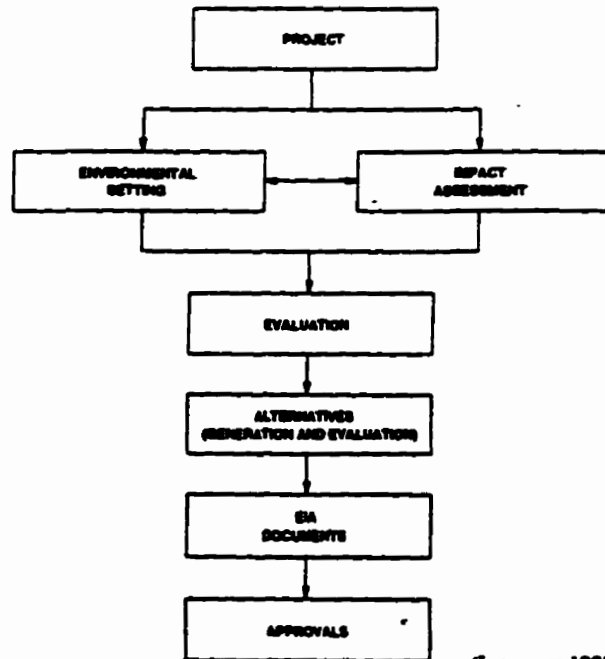 PROJECT
ENVIRONMENTAL
SETTING
IMPACT
ASSESSMENT
EVALUATION
ALTERNATIVES
(GENERATION AND EVALUATION)
EIA
DOCUMENTS
APPROVALS